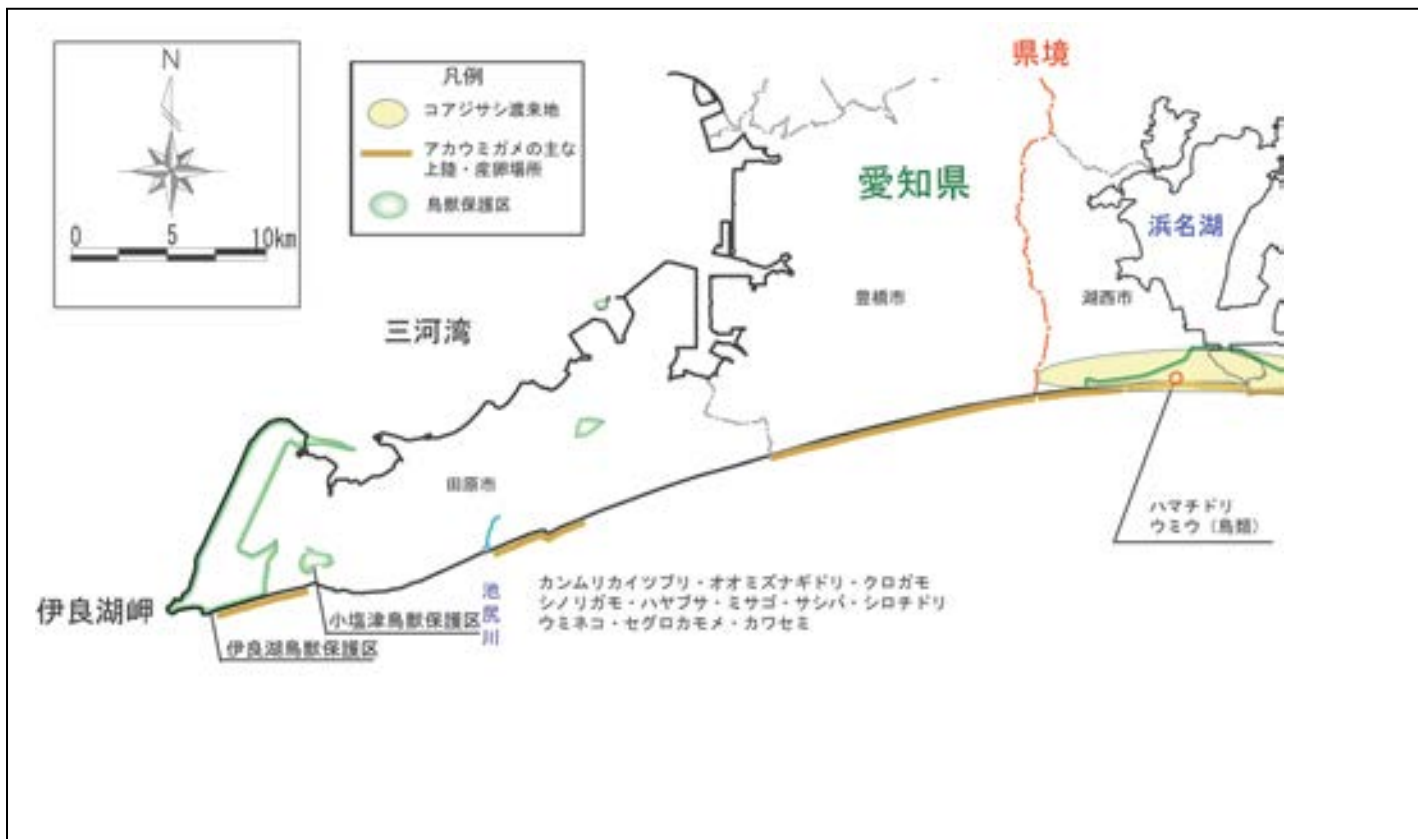 N
0 5 10km
凡例
コアジサシ渡来地
アカウミガメの主な
上陸・産卵場所
鳥獣保護区
県境
愛知県
浜名湖
豊橋市
湖西市
三河湾
田原市
ハマチドリ
ウミウ(鳥類)
池尻川
カンムリカイツブリ・オオミズナギドリ・クロガモ
シノリガモ・ハヤブサ・ミサゴ・サシバ・シロチドリ
ウミネコ・セグロカモメ・カワセミ
伊良湖岬
小塩津鳥獣保護区
伊良湖鳥獣保護区